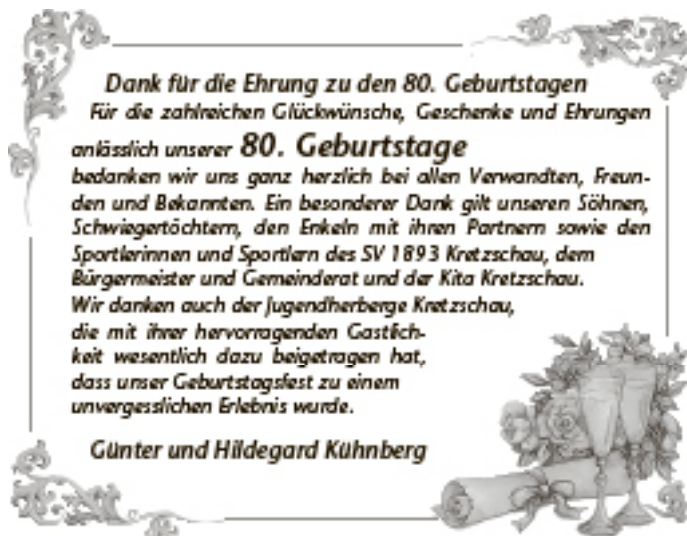 Dank für die Ehrung zu den 80. Geburtstagen
Für die zahlreichen Glückwünsche, Geschenke und Ehrungen
anlässlich unserer 80. Geburtstage
bedanken wir uns ganz herzlich bei allen Verwandten, Freun-
den und Bekannten. Ein besonderer Dank gilt unseren Söhnen,
Schwiegertöchtern, den Enkeln mit ihren Partnern sowie den
Sportlerinnen und Sportlern des SV 1893 Kretzschau, dem
Bürgermeister und Gemeinderat und der Kita Kretzschau.
Wir danken auch der Jugendherberge Kretzschau,
die mit ihrer hervorragenden Gastlich-
keit wesentlich dazu beigetragen hat,
dass unser Geburtstagsfest zu einem
unvergesslichen Erlebnis wurde.
Günter und Hildegard Kühnberg